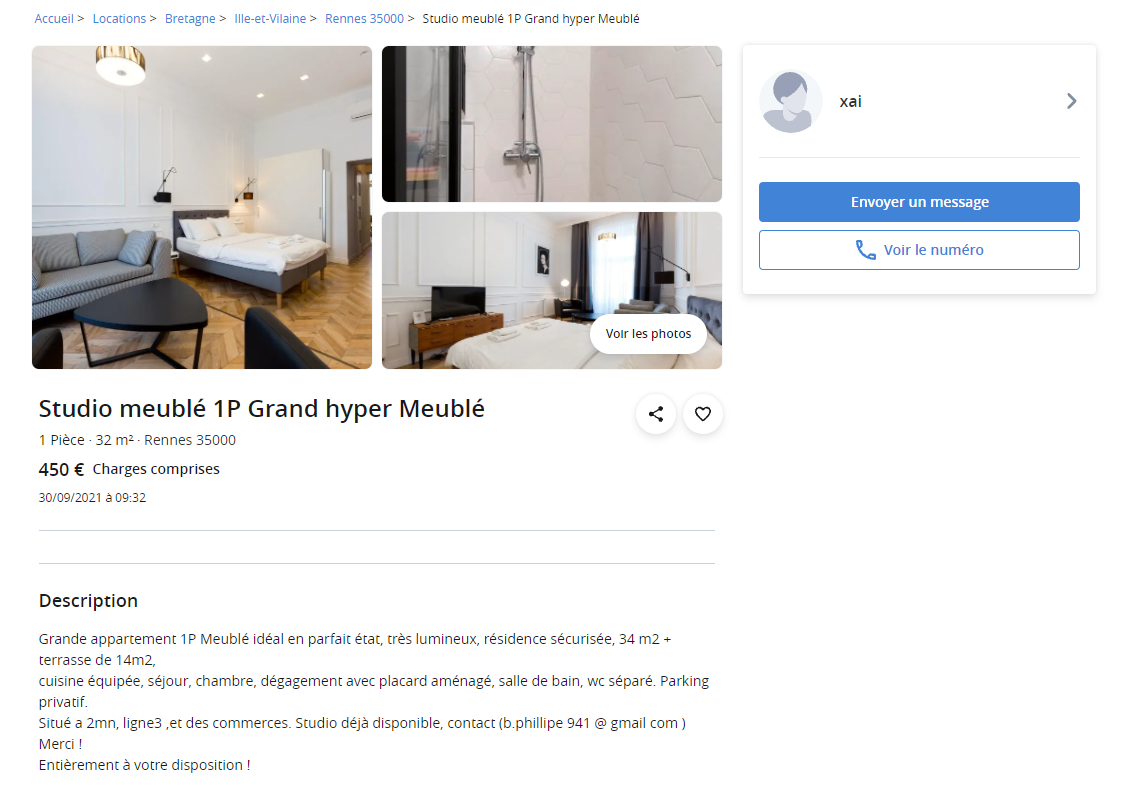 Accueil > Locations > Bretagne > Ille-et-Vilaine > Rennes 35000 > Studio meublé 1P Grand hyper Meublé
xai
Envoyer un message
Voir le numéro
Voir les photos
Studio meublé 1P Grand hyper Meublé
1 Pièce · 32 m² · Rennes 35000
450 € Charges comprises
30/09/2021 à 09:32
Description
Grande appartement 1P Meublé idéal en parfait état, très lumineux, résidence sécurisée, 34 m2 +
terrasse de 14m2,
cuisine équipée, séjour, chambre, dégagement avec placard aménagé, salle de bain, wc séparé. Parking
privatif.
Situé a 2mn, ligne3 ,et des commerces. Studio déjà disponible, contact (b.phillipe 941 @ gmail com )
Merci !
Entièrement à votre disposition !